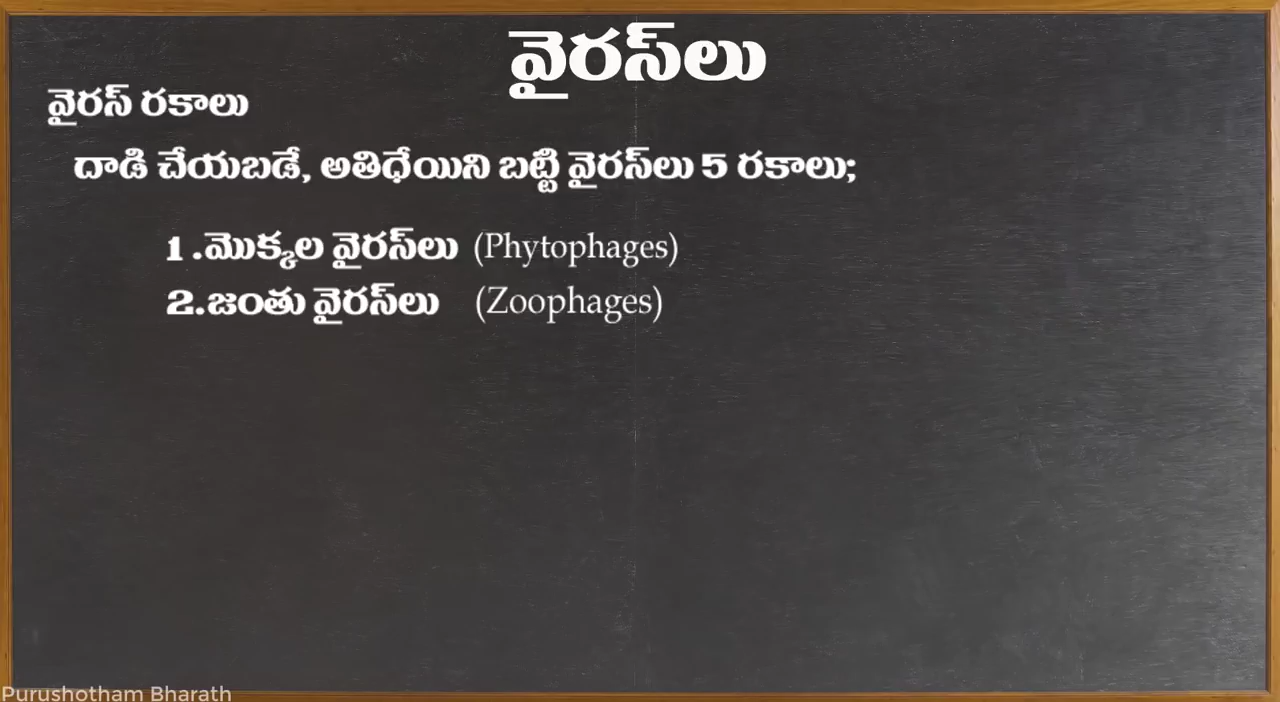 వైరస్‌లు
వైరస్ రకాలు
దాడి చేయబడే, అతిధేయిని బట్టి వైరస్‌లు 5 రకాలు;
1 .మొక్కల వైరస్‌లు (Phytophages)
2.జంతు వైరస్‌లు (Zoophages)
Purushotham Bharath